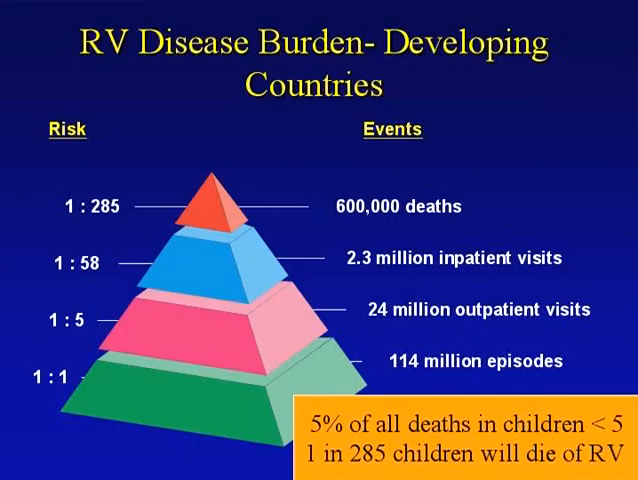 RV Disease Burden- Developing
Countries
Risk
Events
1 : 285
600,000 deaths
1 : 58
2.3 million inpatient visits
1 : 5
24 million outpatient visits
1 : 1
114 million episodes
5% of all deaths in children < 5
1 in 285 children will die of RV